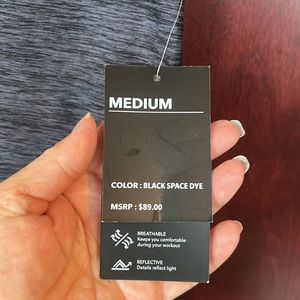 MEDIUM
COLOR : BLACK SPACE DYE
MSRP : $89.00
BREATHABLE
Keeps you comfortable
during your workout
REFLECTIVE
Details reflect light